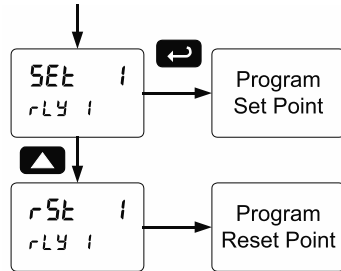 SEt 1
rLY 1
Program
Set Point
rSt 1
rLY 1
Program
Reset Point